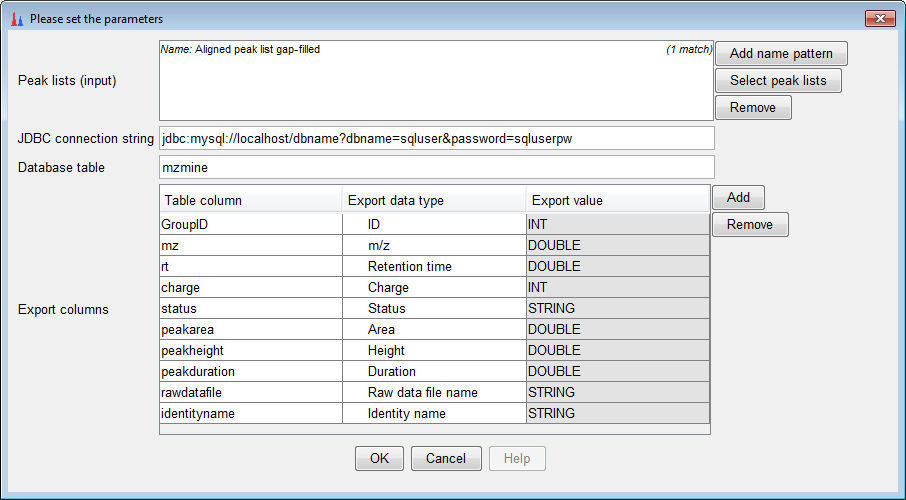 Please set the parameters
Name: Aligned peak list gap-filled (1 match)
Add name pattern
Peak lists (input)
Select peak lists
Remove
JDBC connection string jdbc:mysql://localhost/dbname?dbname=sqluser&password=sqluserpw
Database table mzmine
Table column Export data type Export value
Add
GroupID ID INT
Remove
mz m/z DOUBLE
rt Retention time DOUBLE
charge Charge INT
Export columns
status Status STRING
peakarea Area DOUBLE
peakheight Height DOUBLE
peakduration Duration DOUBLE
rawdatafile Raw data file name STRING
identityname Identity name STRING
OK Cancel Help